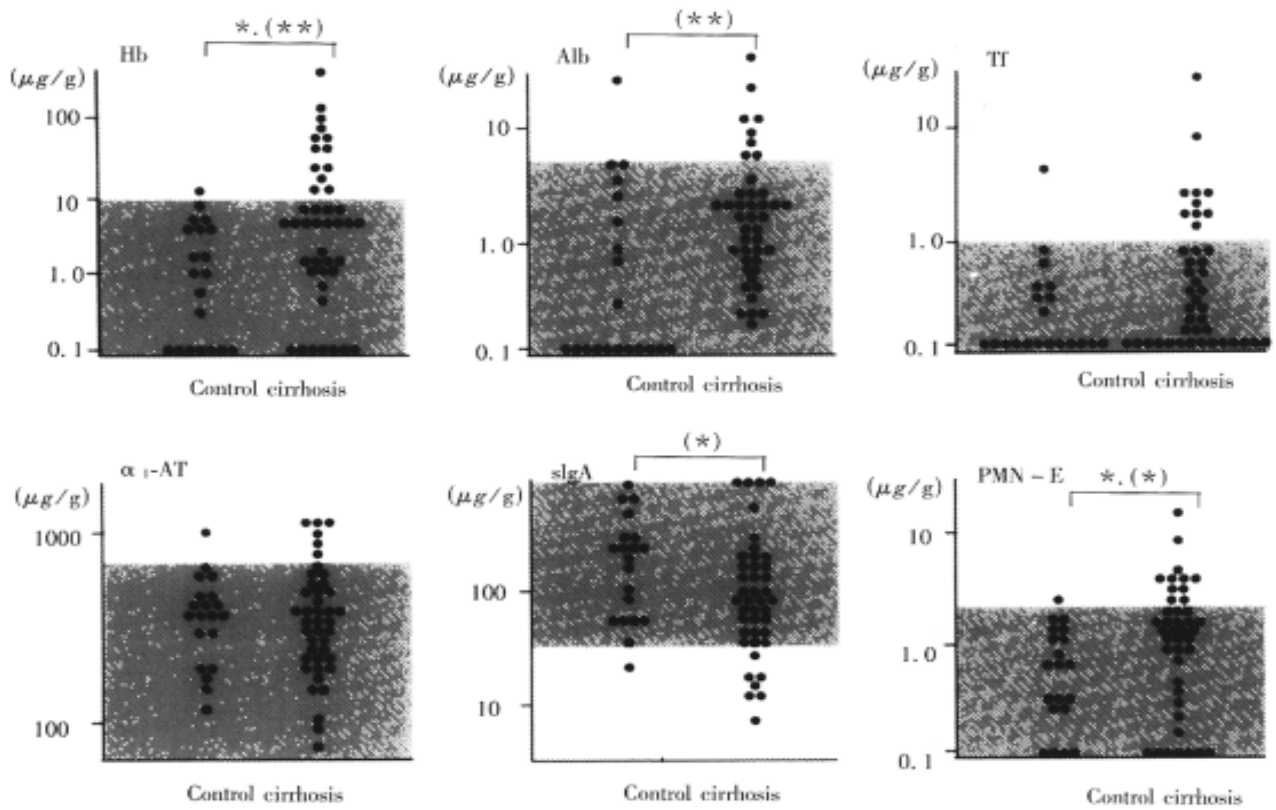 Hb
*.(**)
(μg/g)
100
10
1.0
0.1
Control cirrhosis
Alb
(**)
(μg/g)
10
1.0
0.1
Control cirrhosis
Tf
(μg/g)
10
1.0
0.1
Control cirrhosis
α1-AT
(μg/g)
1000
100
Control cirrhosis
sIgA
(*)
(μg/g)
100
10
Control cirrhosis
PMN-E
*.(*)
(μg/g)
10
1.0
0.1
Control cirrhosis